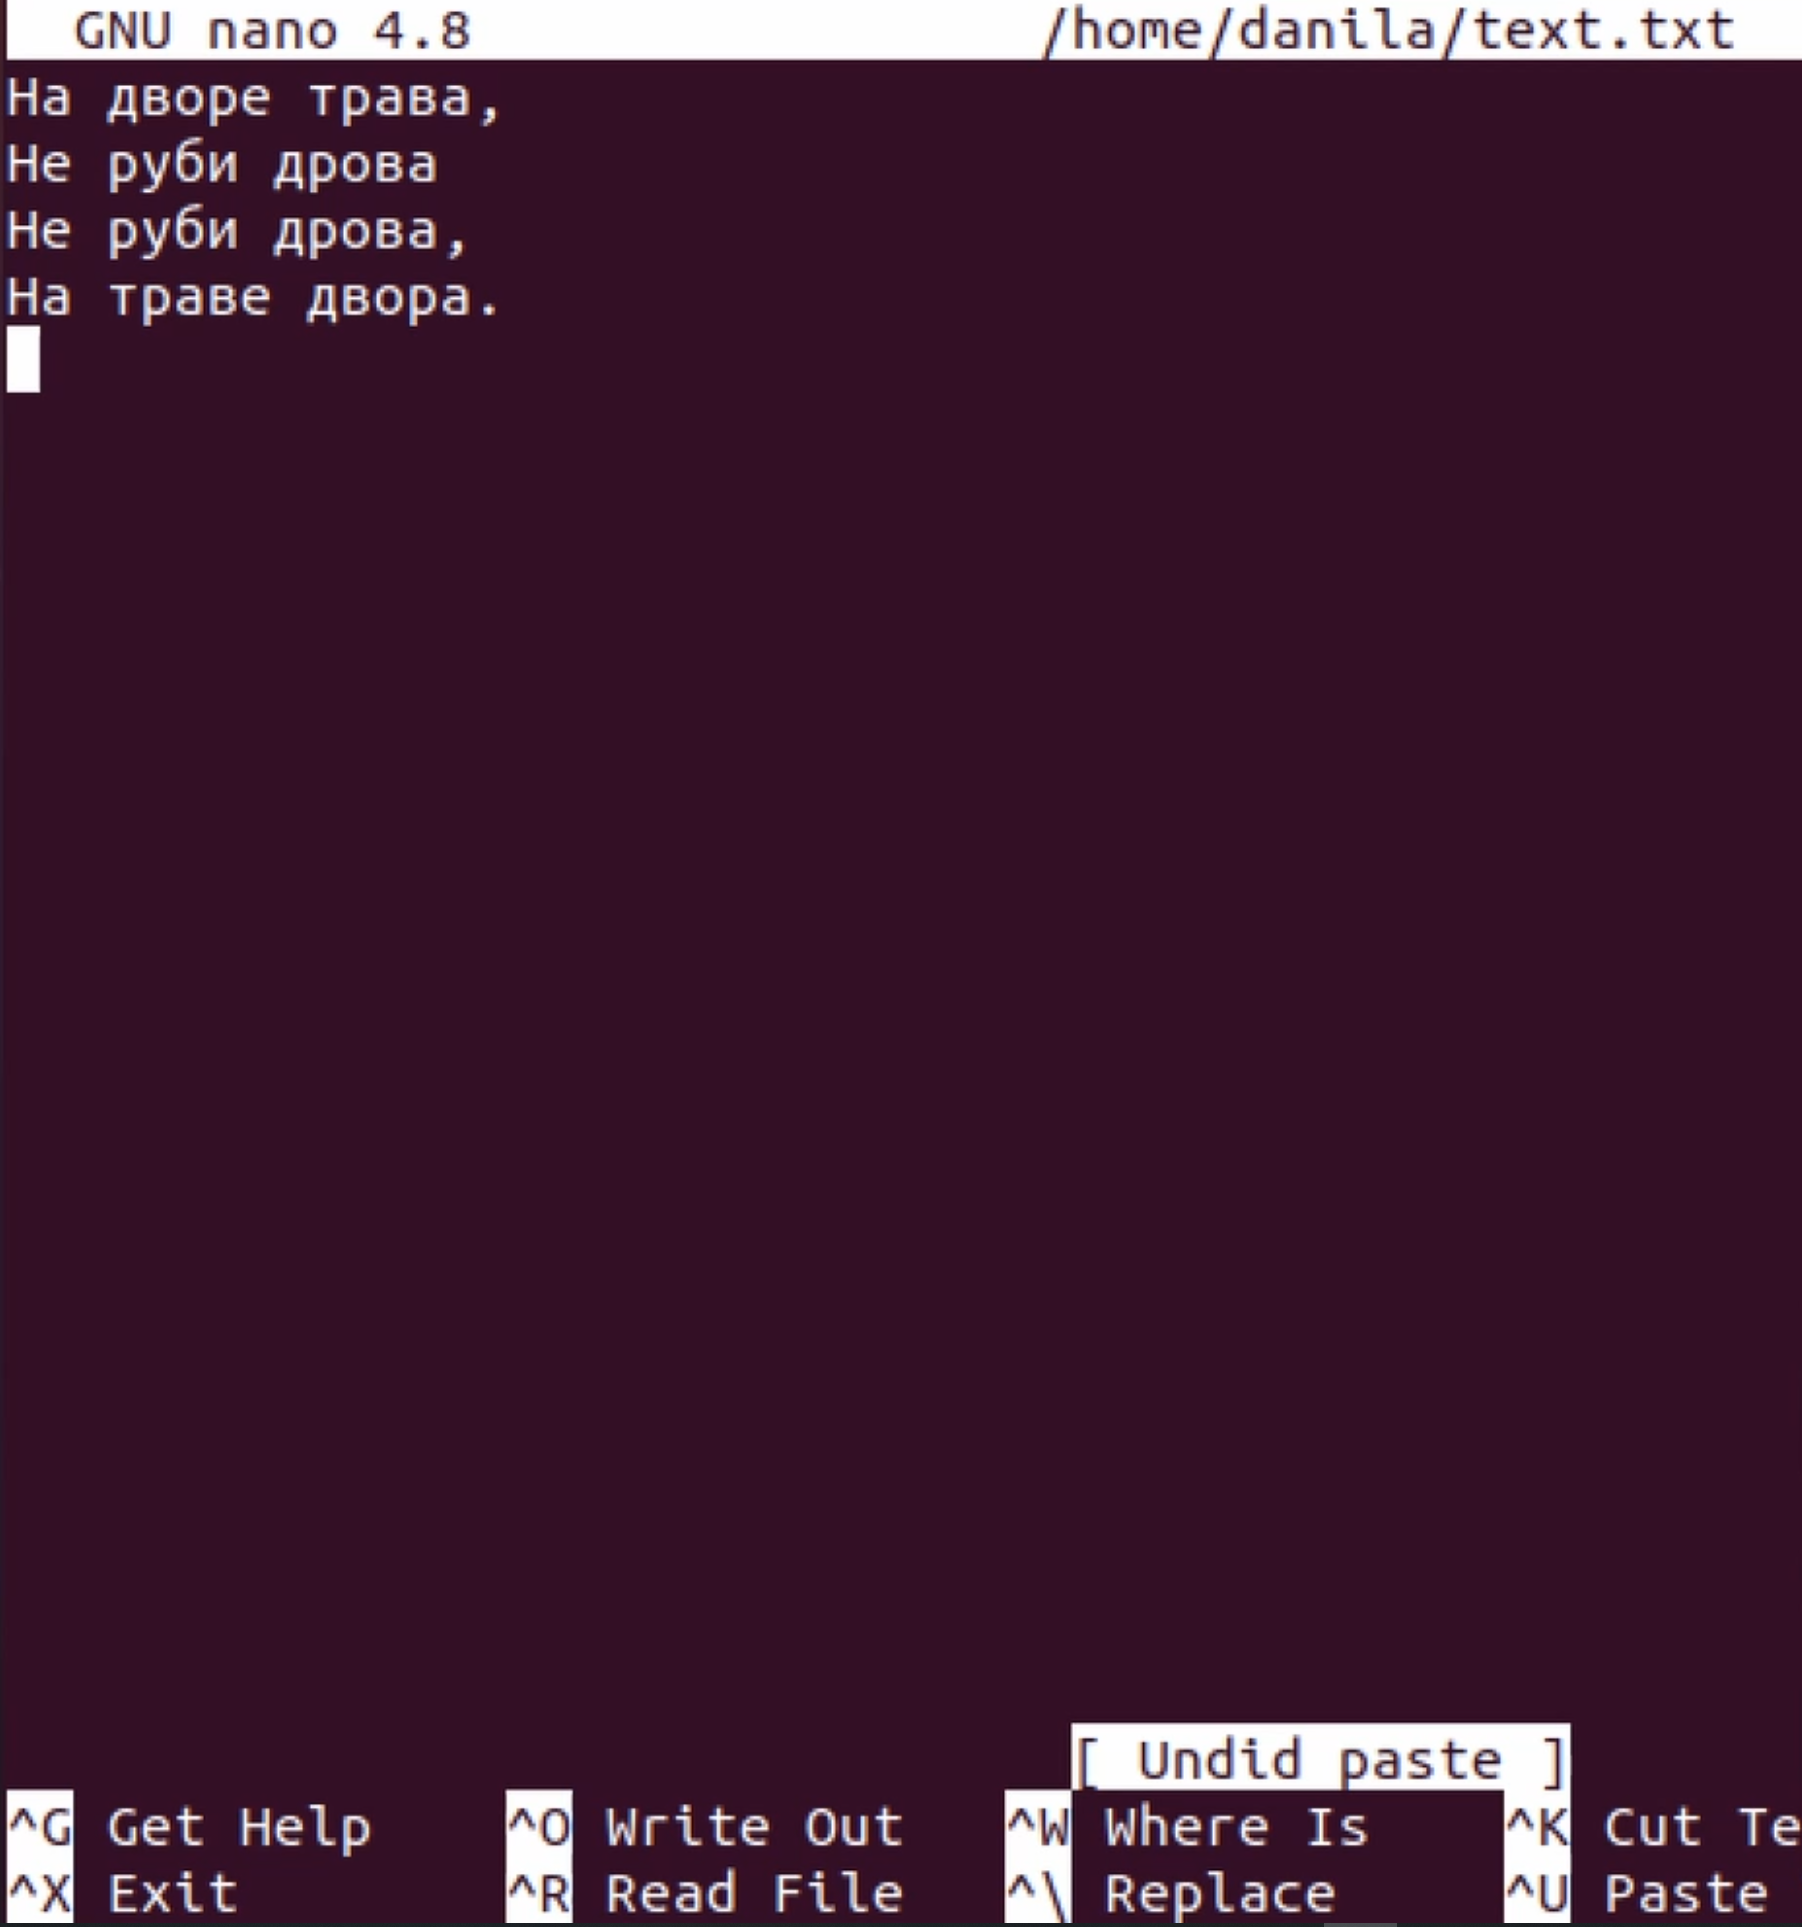 GNU nano 4.8 /home/danila/text.txt
На дворе трава,
Не руби дрова
Не руби дрова,
На траве двора.
[ Undid paste ]
^G Get Help ^O Write Out ^W Where Is ^K Cut Te
^X Exit ^R Read File ^\ Replace ^U Paste